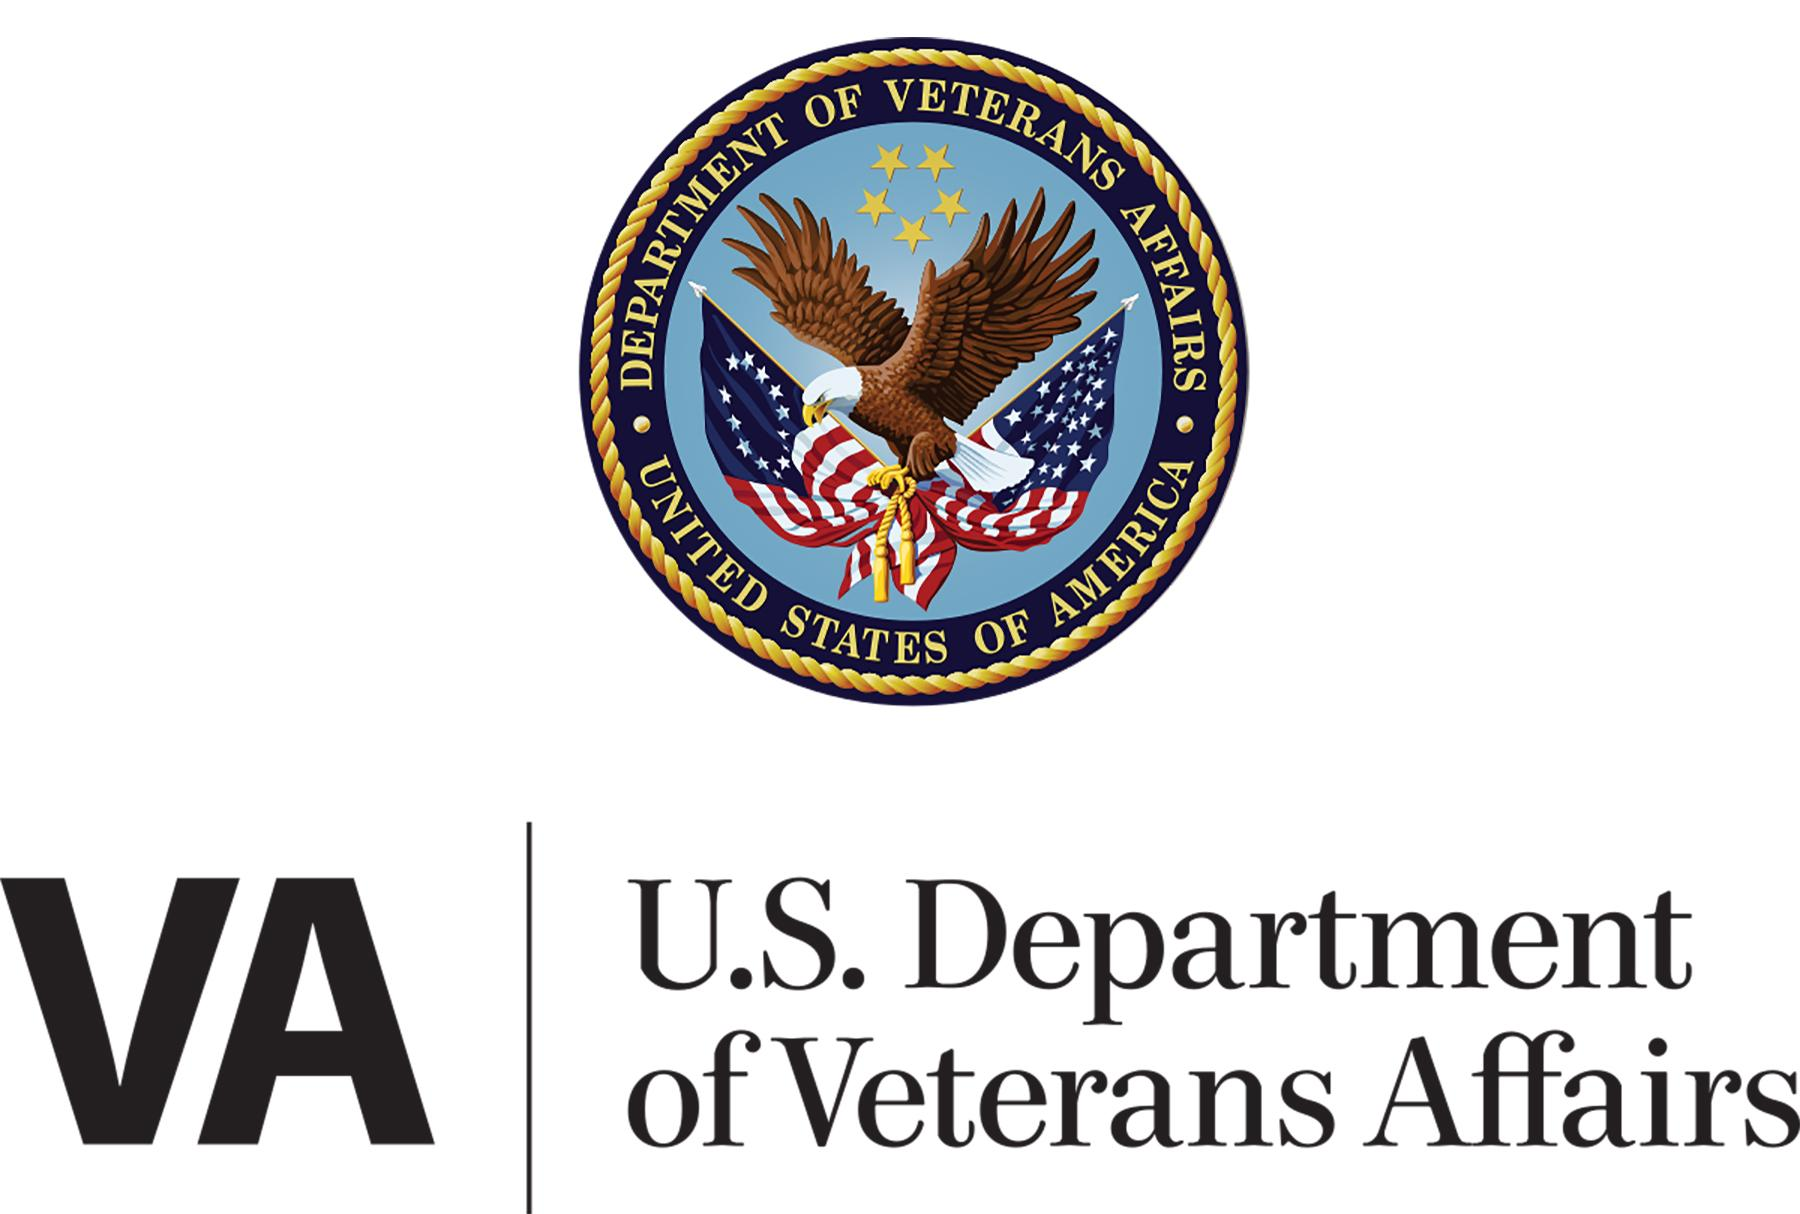 DEPARTMENT OF VETERANS AFFAIRS
UNITED STATES OF AMERICA
VA
U.S. Department
of Veterans Affairs